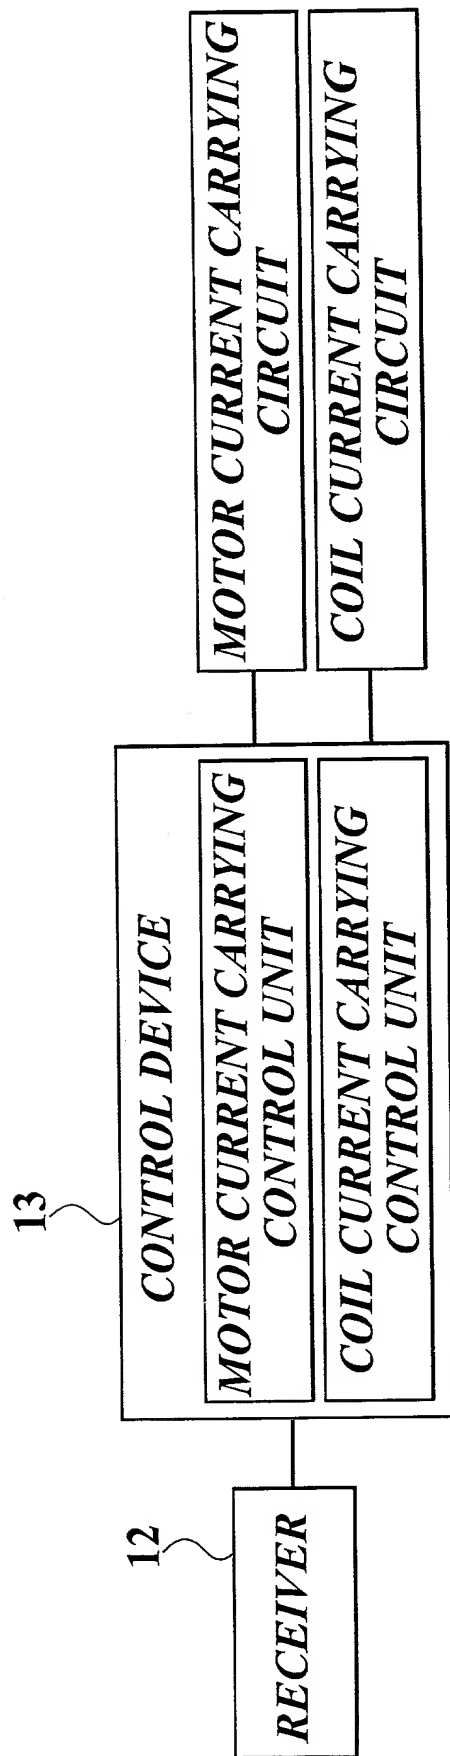 12
RECEIVER
13
CONTROL DEVICE
MOTOR CURRENT CARRYING
CONTROL UNIT
COIL CURRENT CARRYING
CONTROL UNIT
MOTOR CURRENT CARRYING
CIRCUIT
COIL CURRENT CARRYING
CIRCUIT